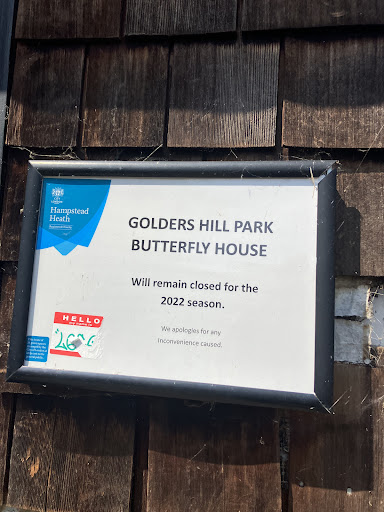 Hampstead
Heath
GOLDERS HILL PARK
BUTTERFLY HOUSE
Will remain closed for the
2022 season.
We apologies for any
Inconvenience caused.
HELLO